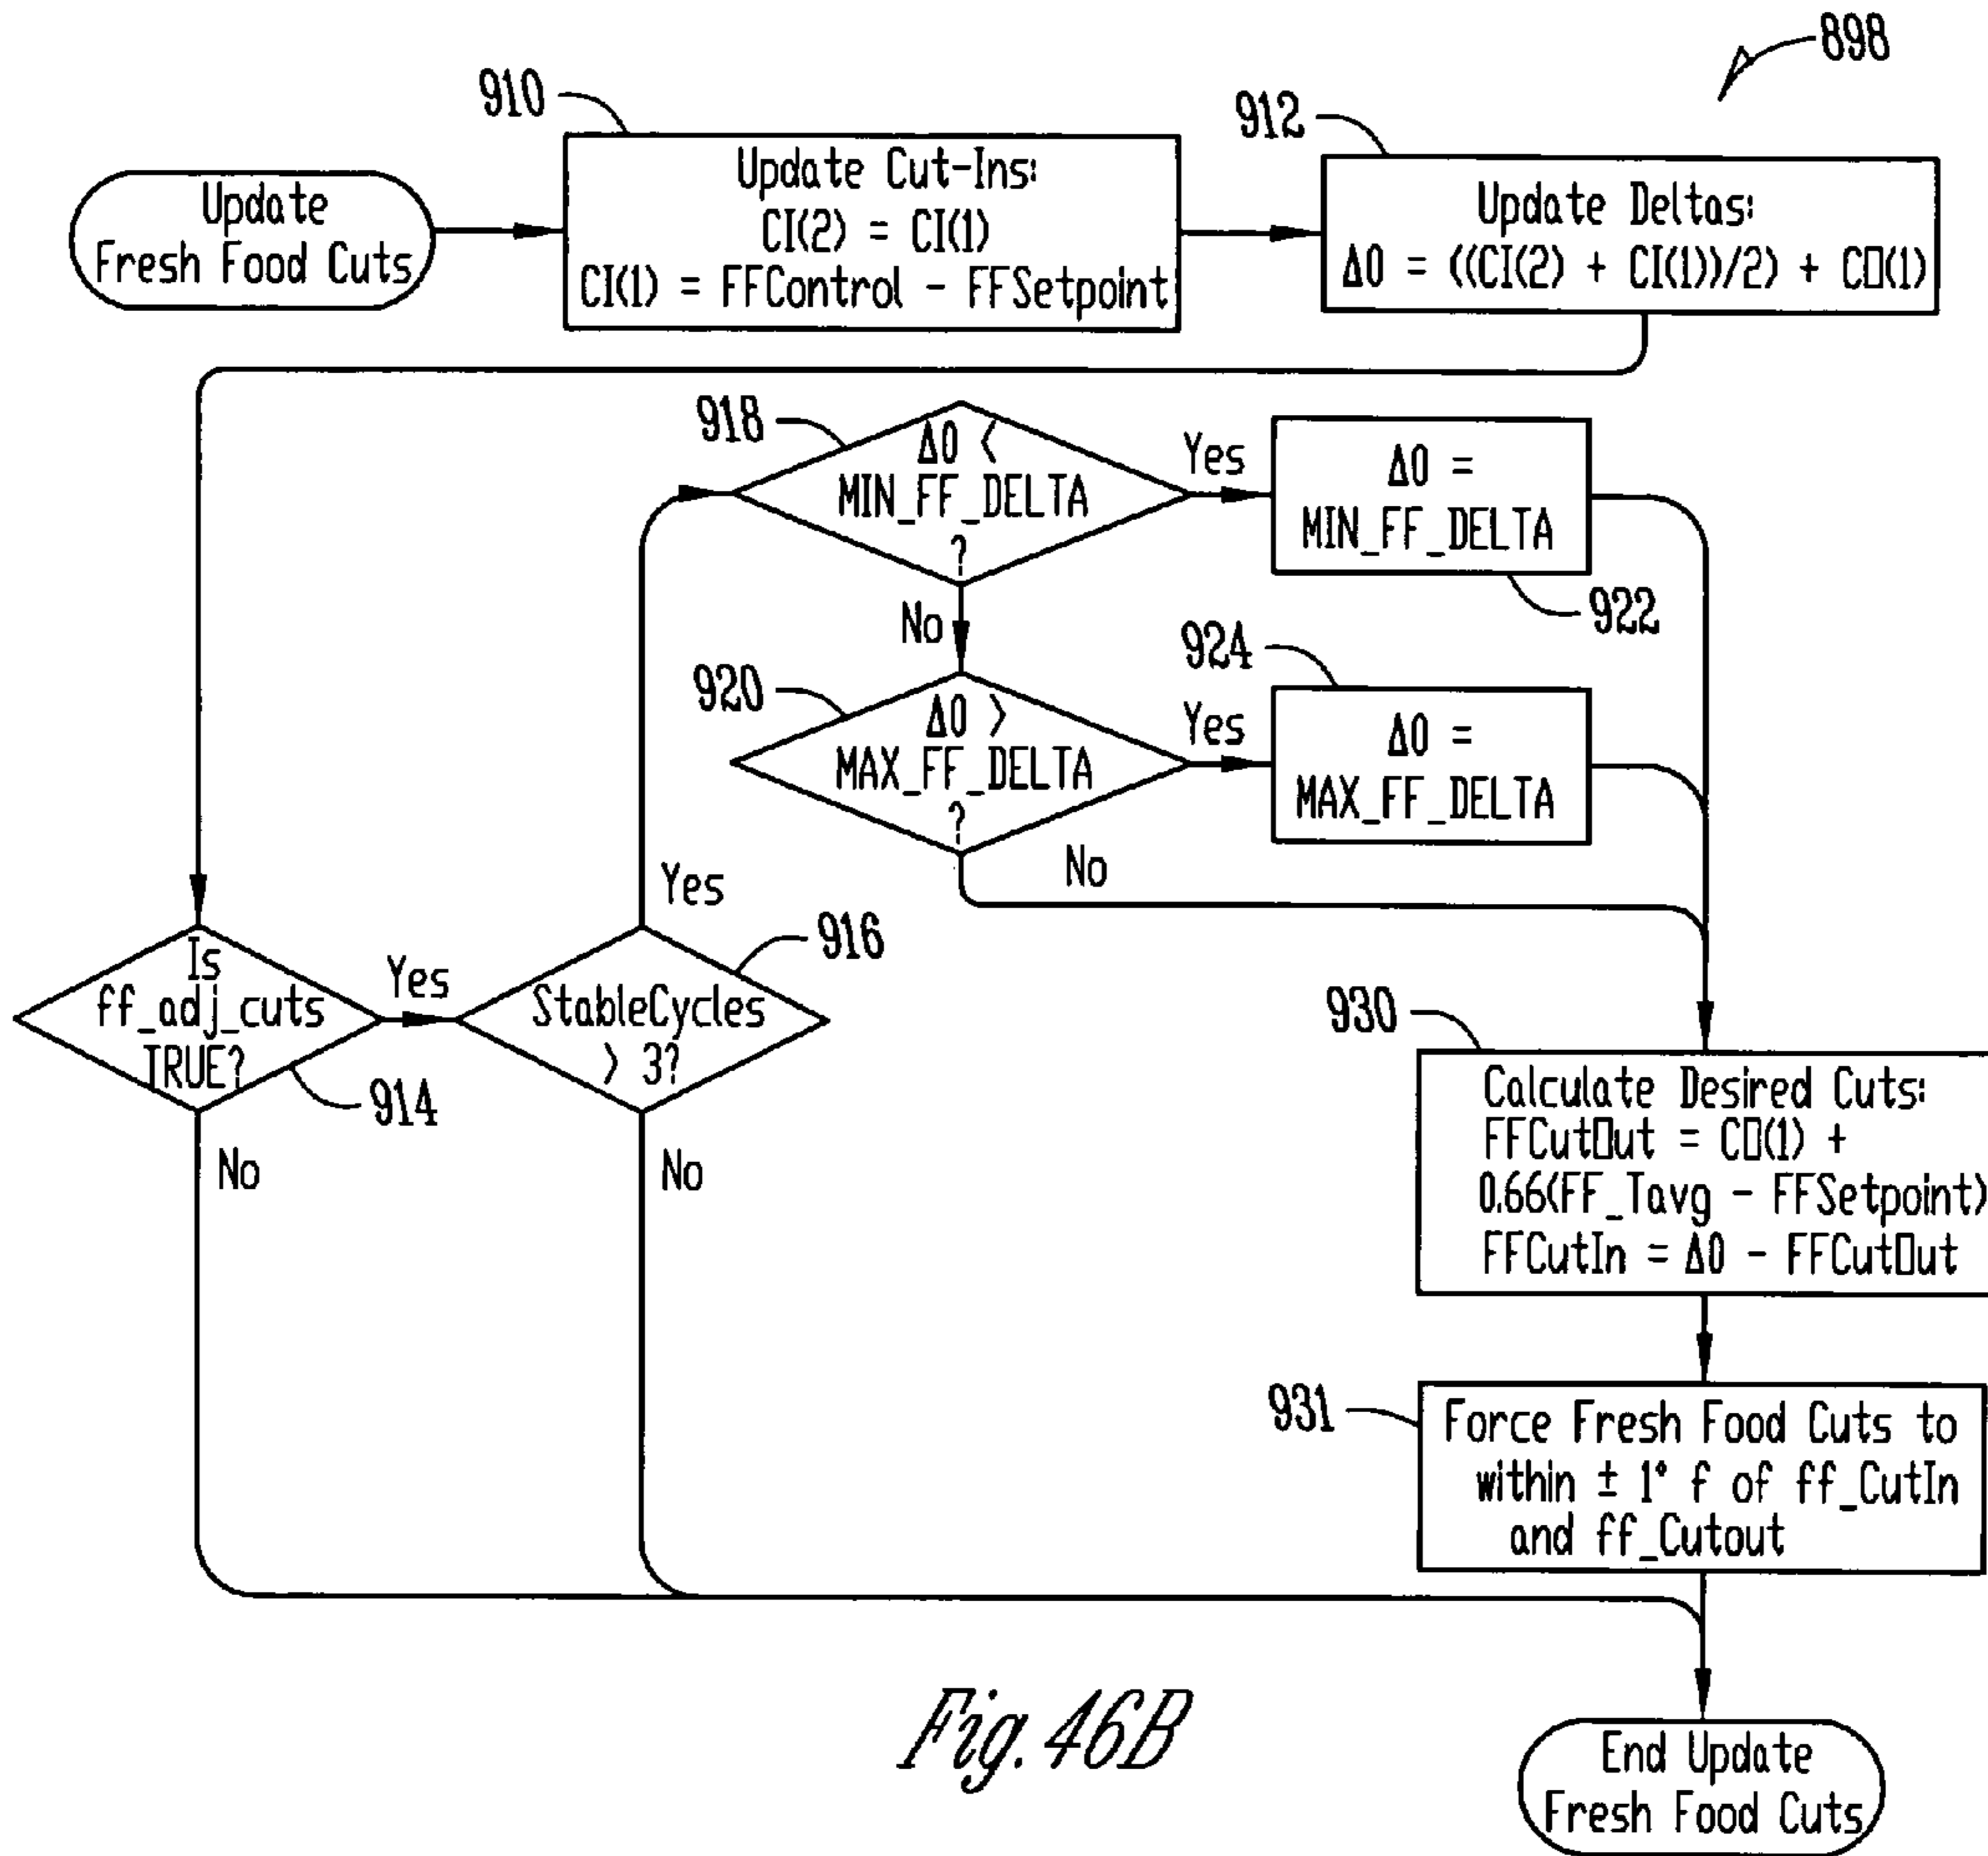 898
910
912
Update
Fresh Food Cuts
Update Cut-Ins:
CI(2) = CI(1)
CI(1) = FFControl - FFSetpoint
Update Deltas:
Δ0 = ((CI(2) + CI(1))/2) + CO(1)
918
Δ0 <
MIN_FF_DELTA
?
Yes
Δ0 =
MIN_FF_DELTA
922
No
920
Δ0 >
MAX_FF_DELTA
?
Yes
924
Δ0 =
MAX_FF_DELTA
No
Is
ff_adj_cuts
TRUE?
914
Yes
No
StableCycles
> 3?
916
Yes
No
930
Calculate Desired Cuts:
FFCutOut = CO(1) +
0.66(FF_Tavg - FFSetpoint)
FFCutIn = Δ0 - FFCutOut
931
Force Fresh Food Cuts to
within ± 1° f of ff_CutIn
and ff_Cutout
End Update
Fresh Food Cuts
Fig. 46B